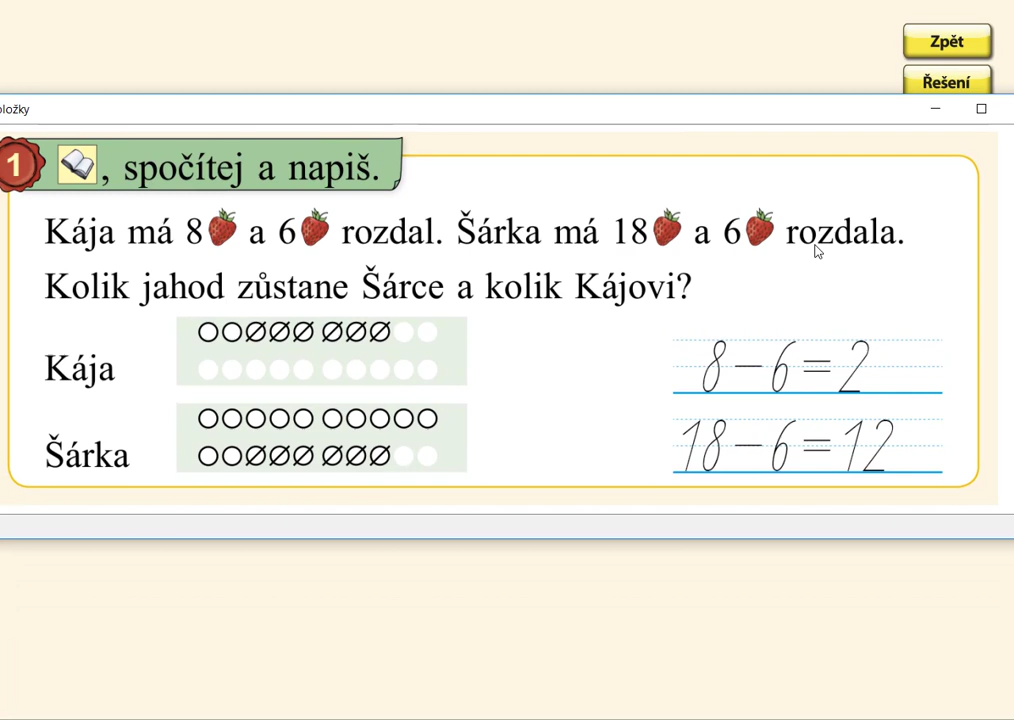 Zpět
Řešení
oložky
1 , spočítej a napiš.
Kája má 8 a 6 rozdal. Šárka má 18 a 6 rozdala.
Kolik jahod zůstane Šárce a kolik Kájovi?
Kája
8 - 6 = 2
Šárka
18 - 6 = 12